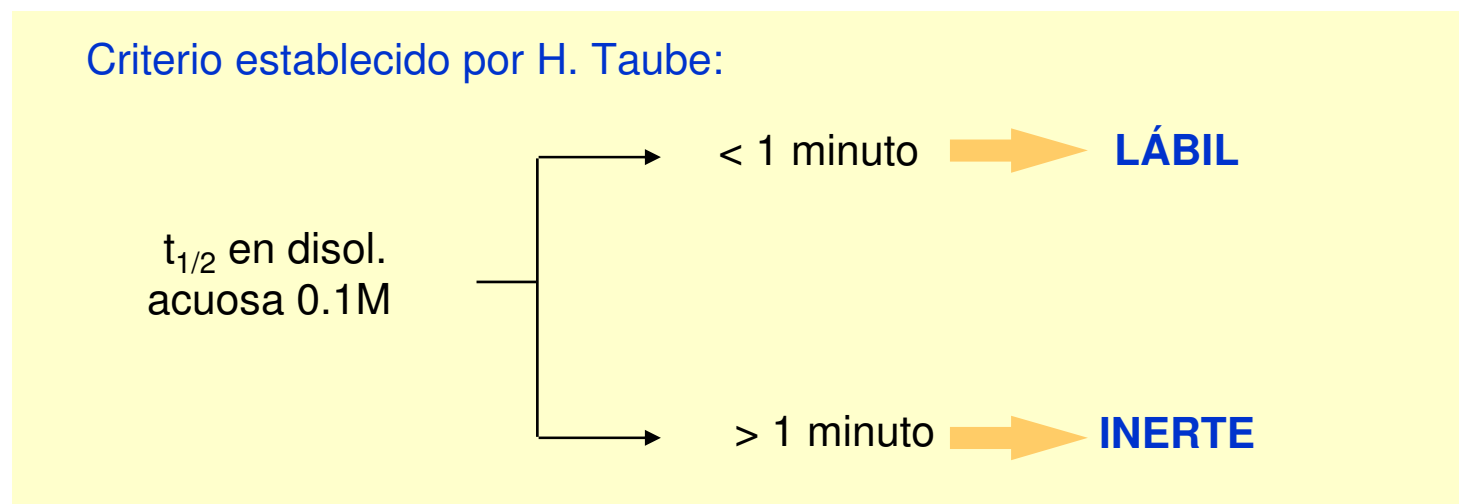 Criterio establecido por H. Taube:
< 1 minuto LÁBIL
t1/2 en disol.
acuosa 0.1M
> 1 minuto INERTE